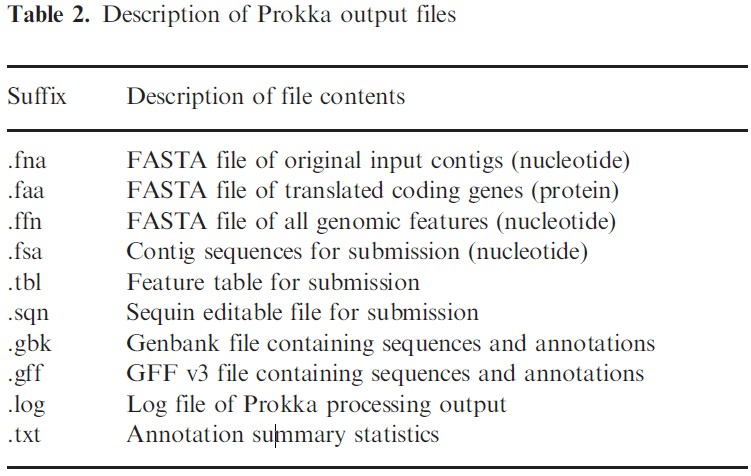 Table 2. Description of Prokka output files
Suffix Description of file contents
.fna FASTA file of original input contigs (nucleotide)
.faa FASTA file of translated coding genes (protein)
.ffn FASTA file of all genomic features (nucleotide)
.fsa Contig sequences for submission (nucleotide)
.tbl Feature table for submission
.sqn Sequin editable file for submission
.gbk Genbank file containing sequences and annotations
.gff GFF v3 file containing sequences and annotations
.log Log file of Prokka processing output
.txt Annotation summary statistics